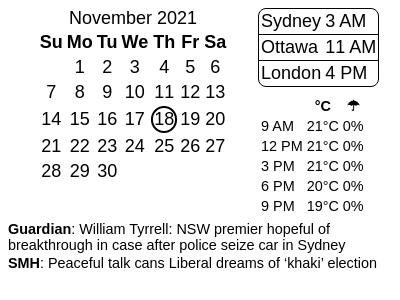 November 2021
Su Mo Tu We Th Fr Sa
1 2 3 4 5 6
7 8 9 10 11 12 13
14 15 16 17 18 19 20
21 22 23 24 25 26 27
28 29 30
Sydney 3 AM
Ottawa 11 AM
London 4 PM
°C ☂
9 AM 21°C 0%
12 PM 21°C 0%
3 PM 21°C 0%
6 PM 20°C 0%
9 PM 19°C 0%
Guardian: William Tyrrell: NSW premier hopeful of
breakthrough in case after police seize car in Sydney
SMH: Peaceful talk cans Liberal dreams of ‘khaki’ election